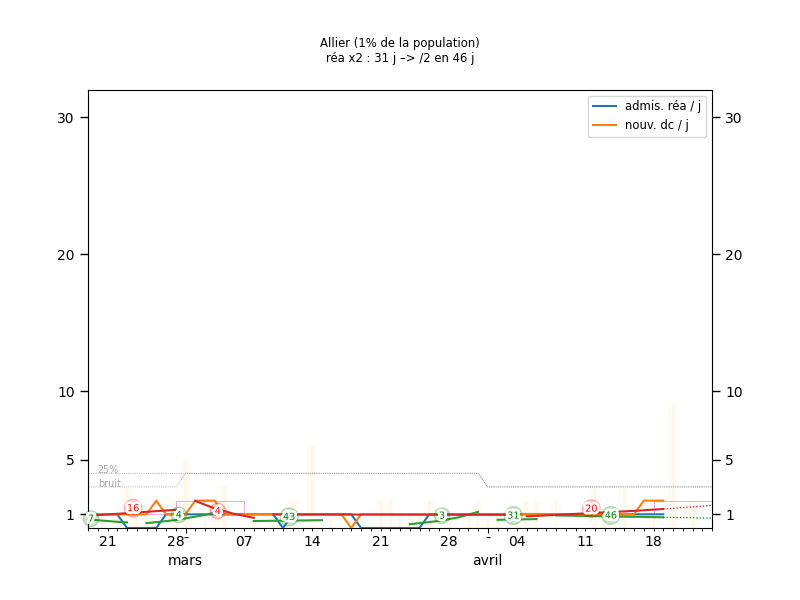 Allier (1% de la population)
réa x2 : 31 j –> /2 en 46 j
admis. réa / j
nouv. dc / j
30 30
20 20
10 10
5 5
1 1
25%
bruit
7 16 4 4 43 3 31 20 46
21 28 07 14 21 28 04 11 18
mars avril